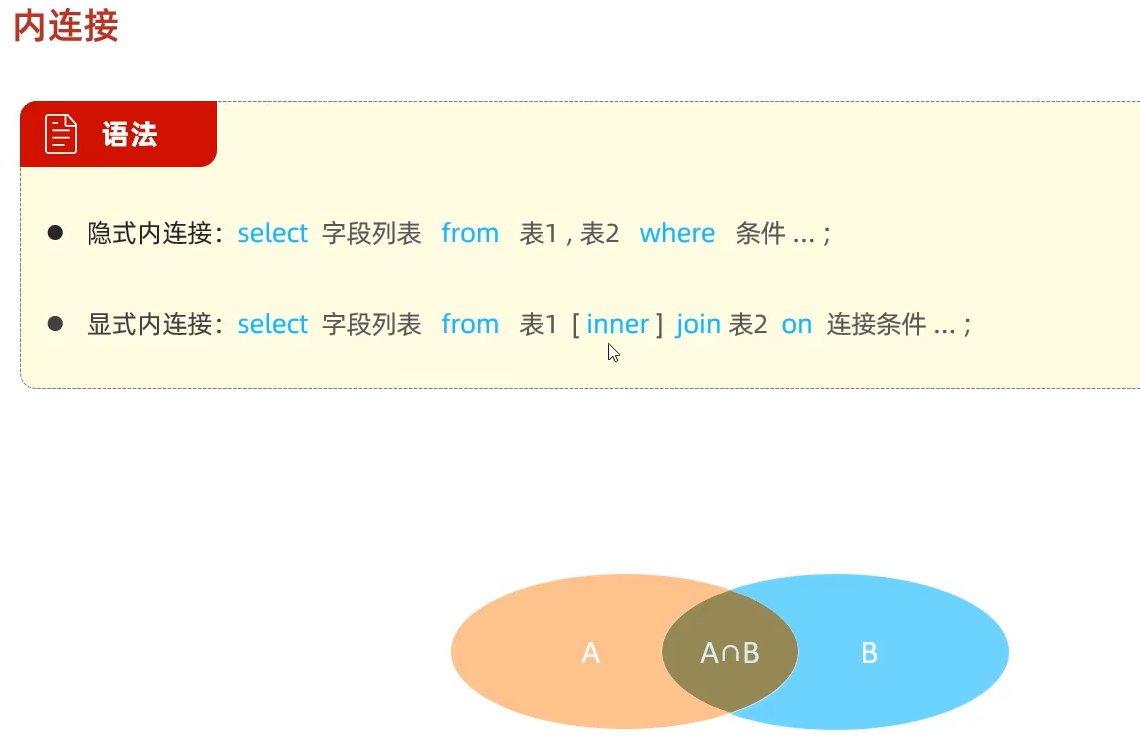 内连接
语法
● 隐式内连接：select 字段列表 from 表1 , 表2 where 条件 ... ;
● 显式内连接：select 字段列表 from 表1 [ inner ] join 表2 on 连接条件 ... ;
A A∩B B